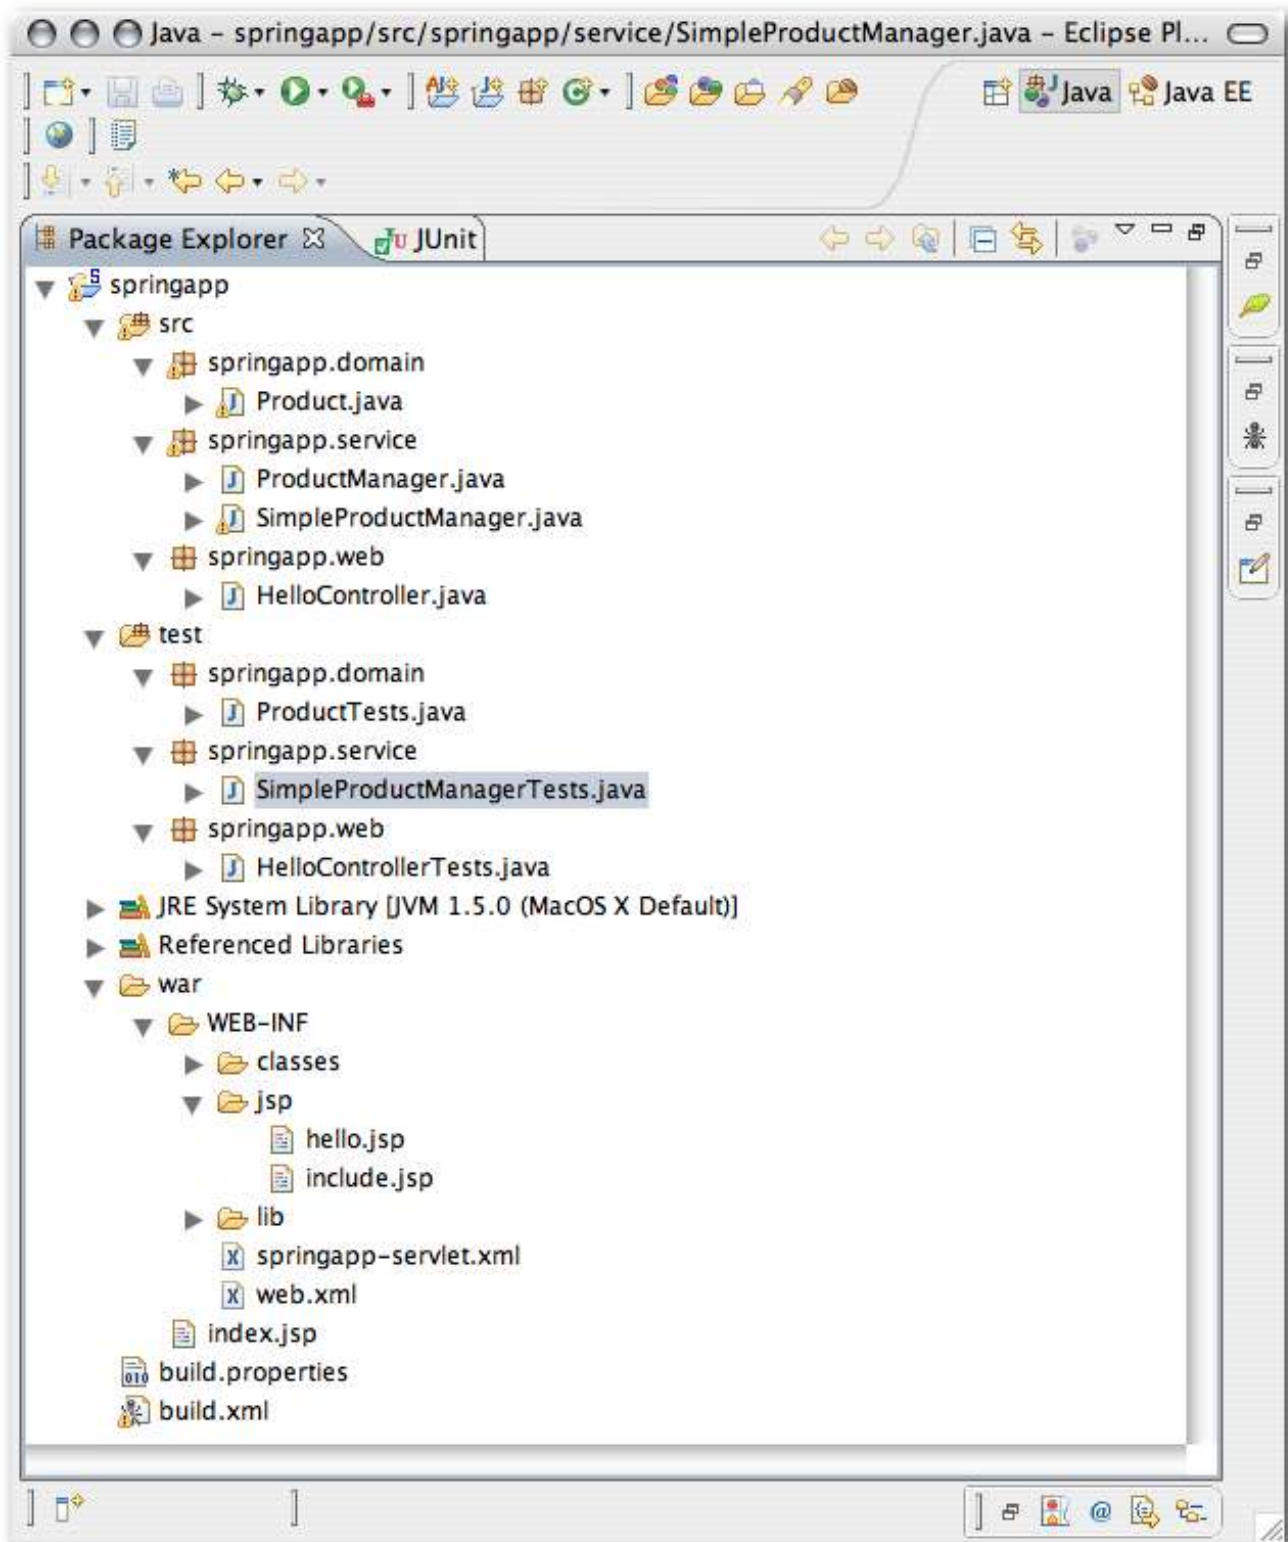 Java – springapp/src/springapp/service/SimpleProductManager.java – Eclipse Pl...
Java Java EE
Package Explorer JUnit
springapp
src
springapp.domain
Product.java
springapp.service
ProductManager.java
SimpleProductManager.java
springapp.web
HelloController.java
test
springapp.domain
ProductTests.java
springapp.service
SimpleProductManagerTests.java
springapp.web
HelloControllerTests.java
JRE System Library [JVM 1.5.0 (MacOS X Default)]
Referenced Libraries
war
WEB-INF
classes
jsp
hello.jsp
include.jsp
lib
springapp-servlet.xml
web.xml
index.jsp
build.properties
build.xml